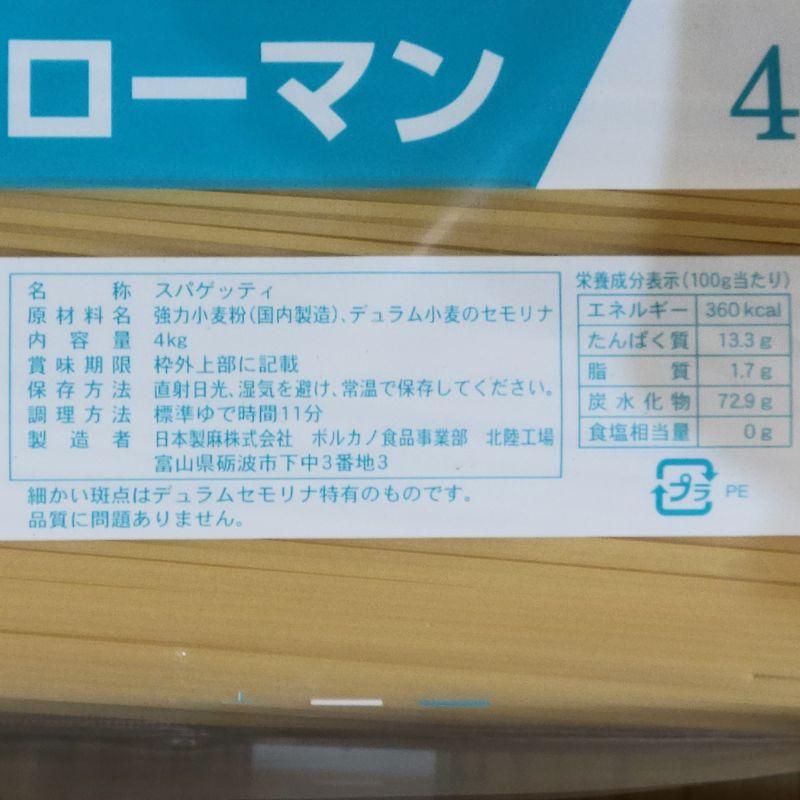 ローマン 4
名称 スパゲッティ
原材料名 強力小麦粉(国内製造)、デュラム小麦のセモリナ
内容量 4kg
賞味期限 枠外上部に記載
保存方法 直射日光、湿気を避け、常温で保存してください。
調理方法 標準ゆで時間11分
製造者 日本製麻株式会社 ボルカノ食品事業部 北陸工場
富山県砺波市下中3番地3
細かい斑点はデュラムセモリナ特有のものです。
品質に問題ありません。
栄養成分表示(100g当たり)
エネルギー 360kcal
たんぱく質 13.3g
脂質 1.7g
炭水化物 72.9g
食塩相当量 0g
プラ PE